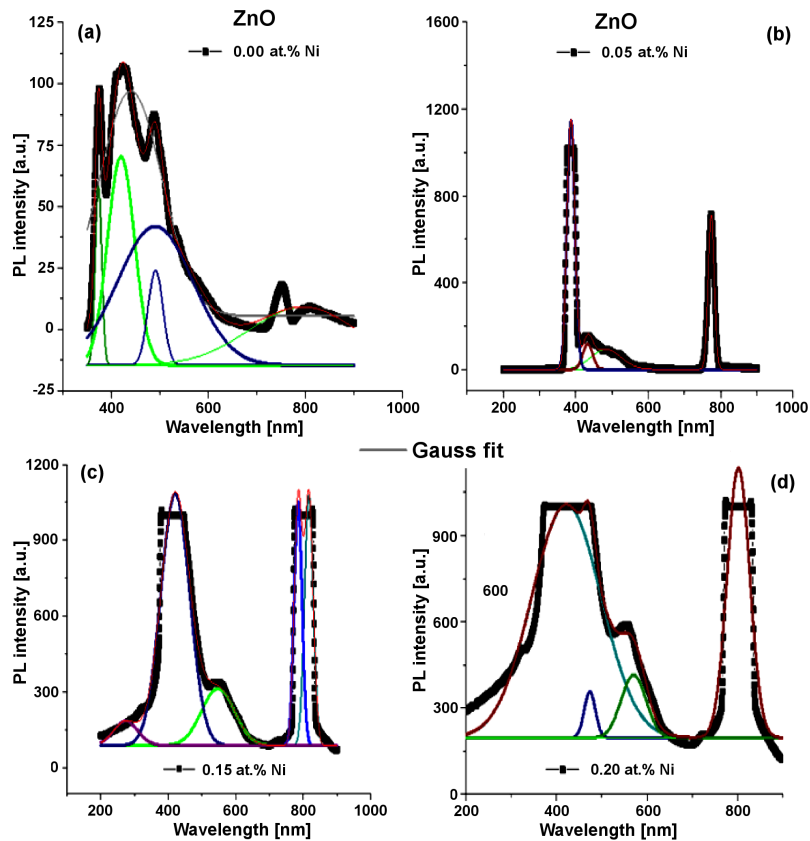 ZnO
(a)
0.00 at.% Ni
PL intensity [a.u.]
125
100
75
50
25
0
-25
400
600
800
1000
Wavelength [nm]
ZnO
(b)
0.05 at.% Ni
PL intensity [a.u.]
1600
1200
800
400
0
200
400
600
800
1000
Wavelength [nm]
Gauss fit
(c)
PL intensity [a.u.]
1200
900
600
300
0
0.15 at.% Ni
200
400
600
800
1000
Wavelength [nm]
(d)
PL intensity [a.u.]
900
600
300
0
600
0.20 at.% Ni
200
400
600
800
Wavelength [nm]